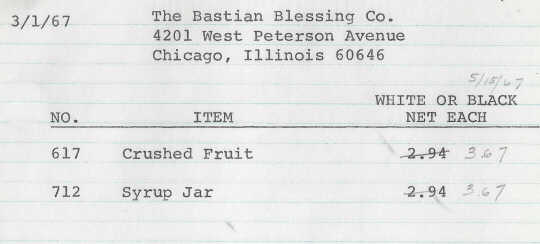 3/1/67 The Bastian Blessing Co.
4201 West Peterson Avenue
Chicago, Illinois 60646
5/15/67
WHITE OR BLACK
NO. ITEM NET EACH
617 Crushed Fruit 2.94 3.67
712 Syrup Jar 2.94 3.67